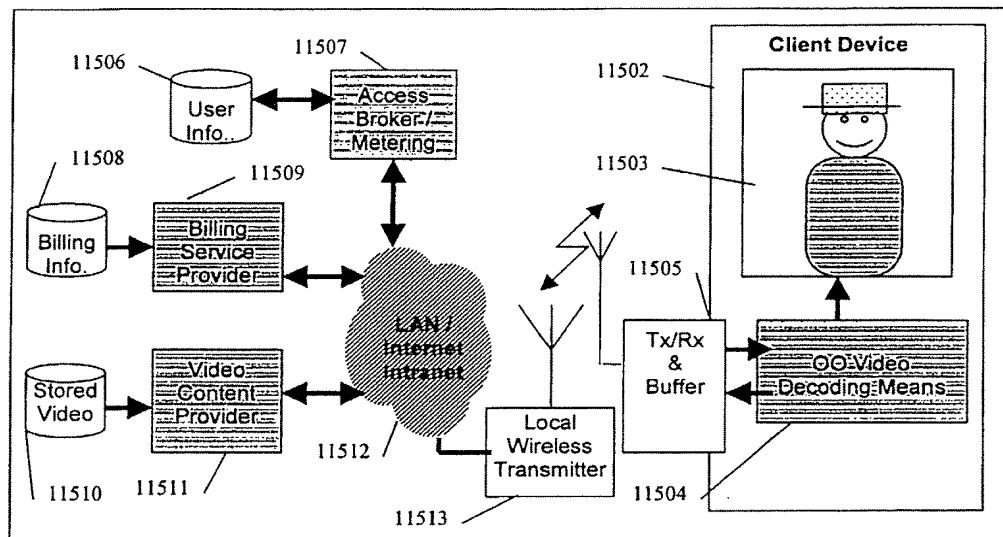 11507
Client Device
11506
11502
User
Info..
Access
Broker /
Metering
11503
11508
11509
Billing
Info.
Billing
Service
Provider
11505
LAN /
Internet
Intranet
Tx/Rx
&
Buffer
OO Video
Decoding Means
Stored
Video
Video
Content
Provider
11512
Local
Wireless
Transmitter
11510
11511
11513
11504